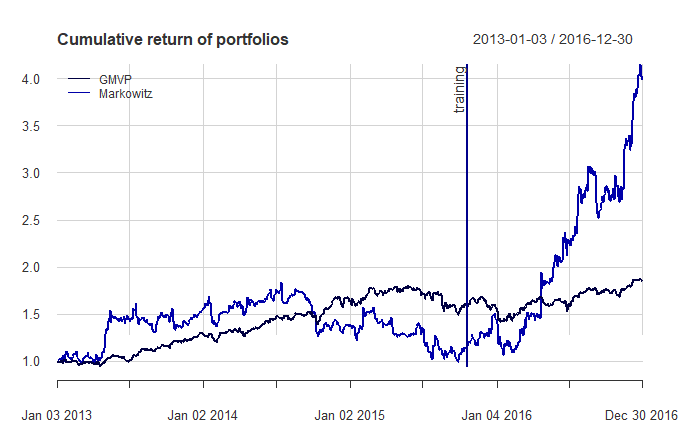 Cumulative return of portfolios
2013-01-03 / 2016-12-30
GMVP
Markowitz
training
4.0
3.5
3.0
2.5
2.0
1.5
1.0
Jan 03 2013
Jan 02 2014
Jan 02 2015
Jan 04 2016
Dec 30 2016